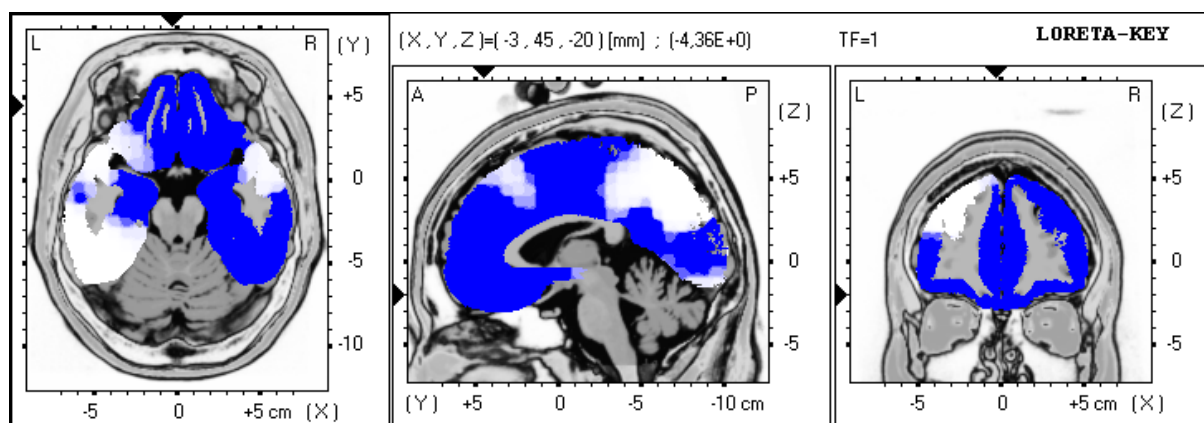 (X,Y,Z)=(-3,45,-20)[mm] ; (-4,36E+0) TF=1 LORETA-KEY
L R (Y)
+5
0
-5
-10
-5 0 +5 cm (X)
A P (Z)
+5
0
-5
(Y) +5 0 -5 -10 cm
L R (Z)
+5
0
-5
-5 0 +5 cm (X)